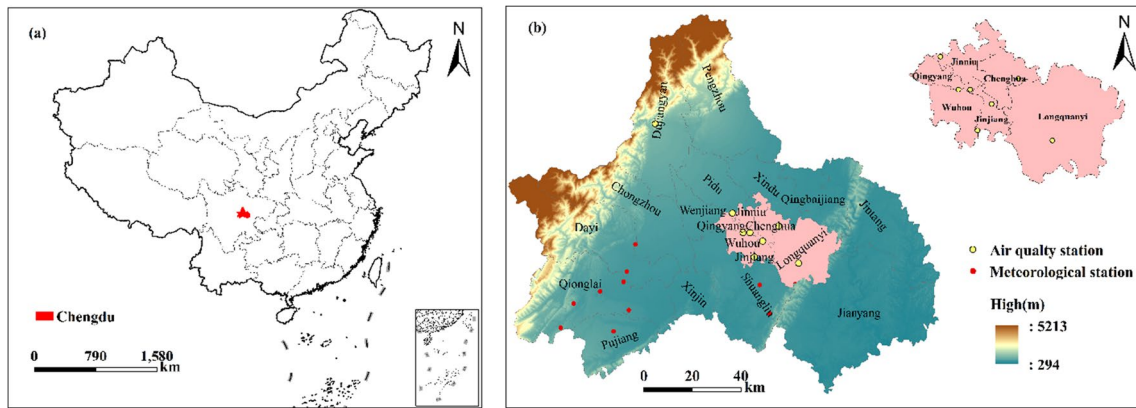 (a)
N
Chengdu
0 790 1,580
km
(b)
N
Pengzhou
Dujiangyan
Chongzhou
Pidu
Xindu
Qingbaijiang
Jintang
Wenjiang
Jinniu
Dayi
Qingyang
Chenghua
Wuhou
Longquanyi
Jinjiang
Qionglai
Xinjin
Shuangliu
Jianyang
Pujiang
0 20 40
km
Jinniu
Qingyang
Chenghua
Wuhou
Longquanyi
Jinjiang
Air qualty station
Meteorological station
High(m)
: 5213
: 294